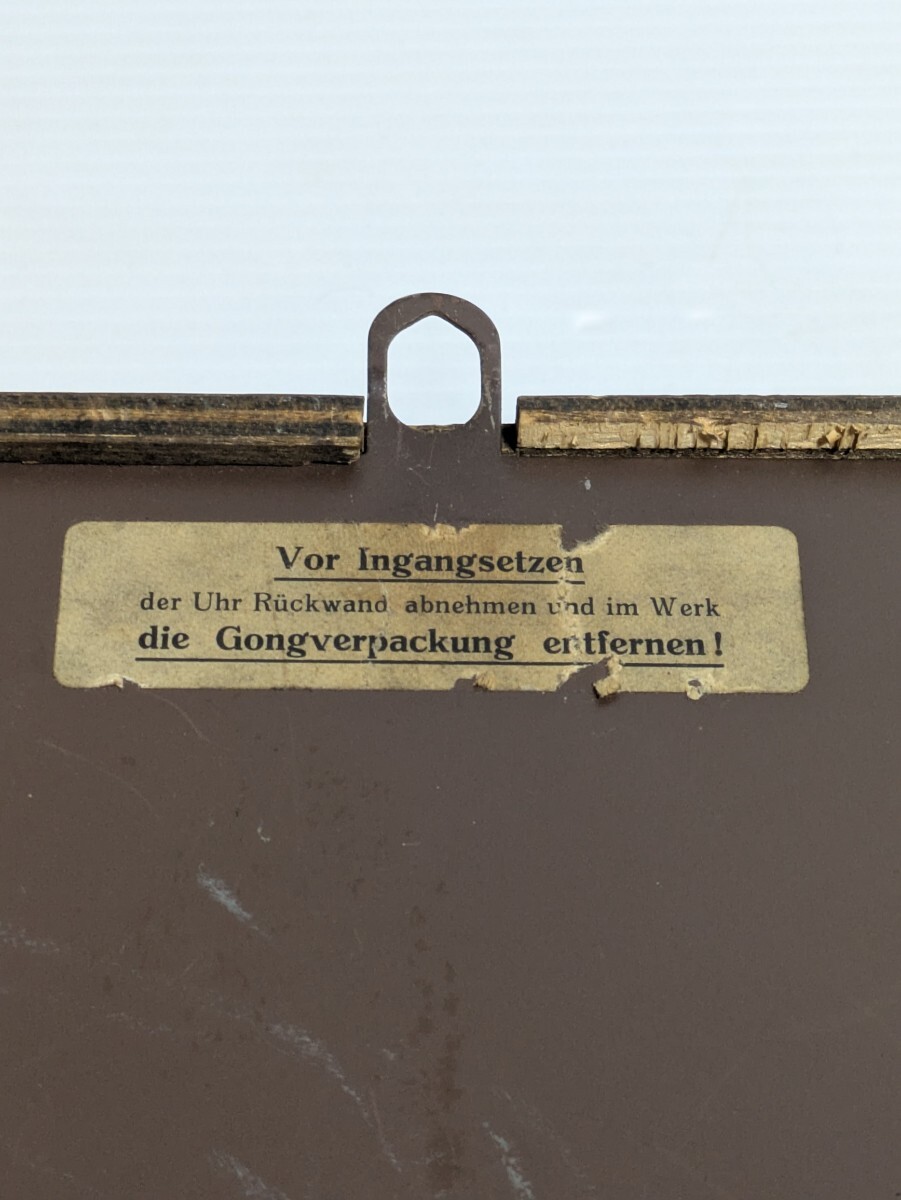 Vor Ingangsetzen
der Uhr Rückwand abnehmen und im Werk
die Gongverpackung entfernen!